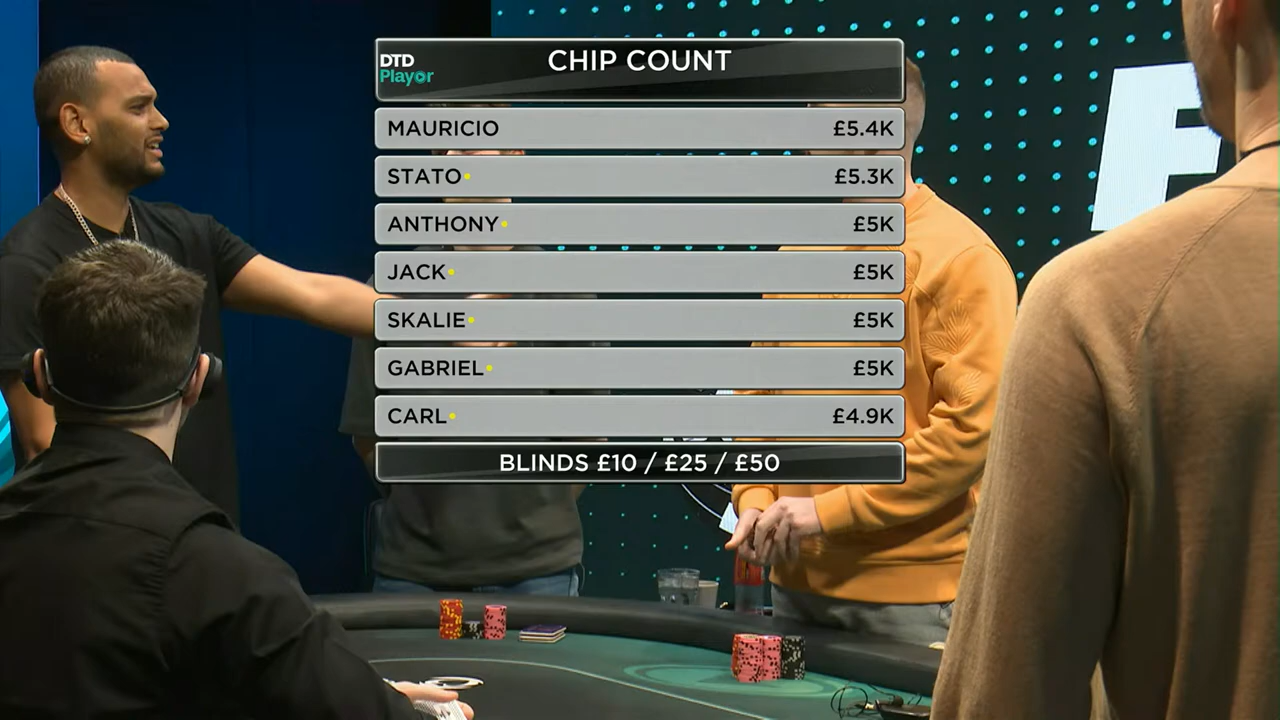 DTD
Player
CHIP COUNT
MAURICIO £5.4K
STATO £5.3K
ANTHONY £5K
JACK £5K
SKALIE £5K
GABRIEL £5K
CARL £4.9K
BLINDS £10 / £25 / £50